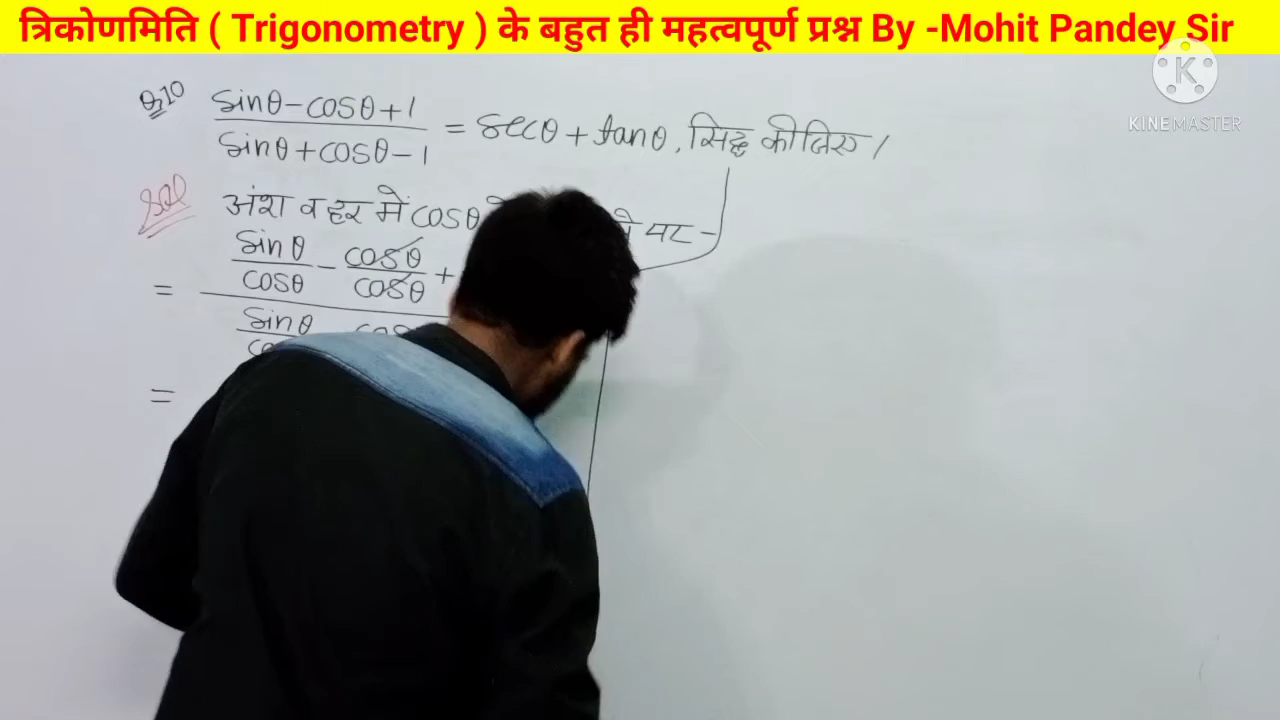 त्रिकोणमिति ( Trigonometry ) के बहुत ही महत्वपूर्ण प्रश्न By -Mohit Pandey Sir
K
KINEMASTER
Q10 (sinθ-cosθ+1)/(sinθ+cosθ-1) = secθ+tanθ, सिद्ध कीजिए।
Sol अंश व हर में cosθ पर -
= sinθ/cosθ - cosθ/cosθ +
sinθ
=